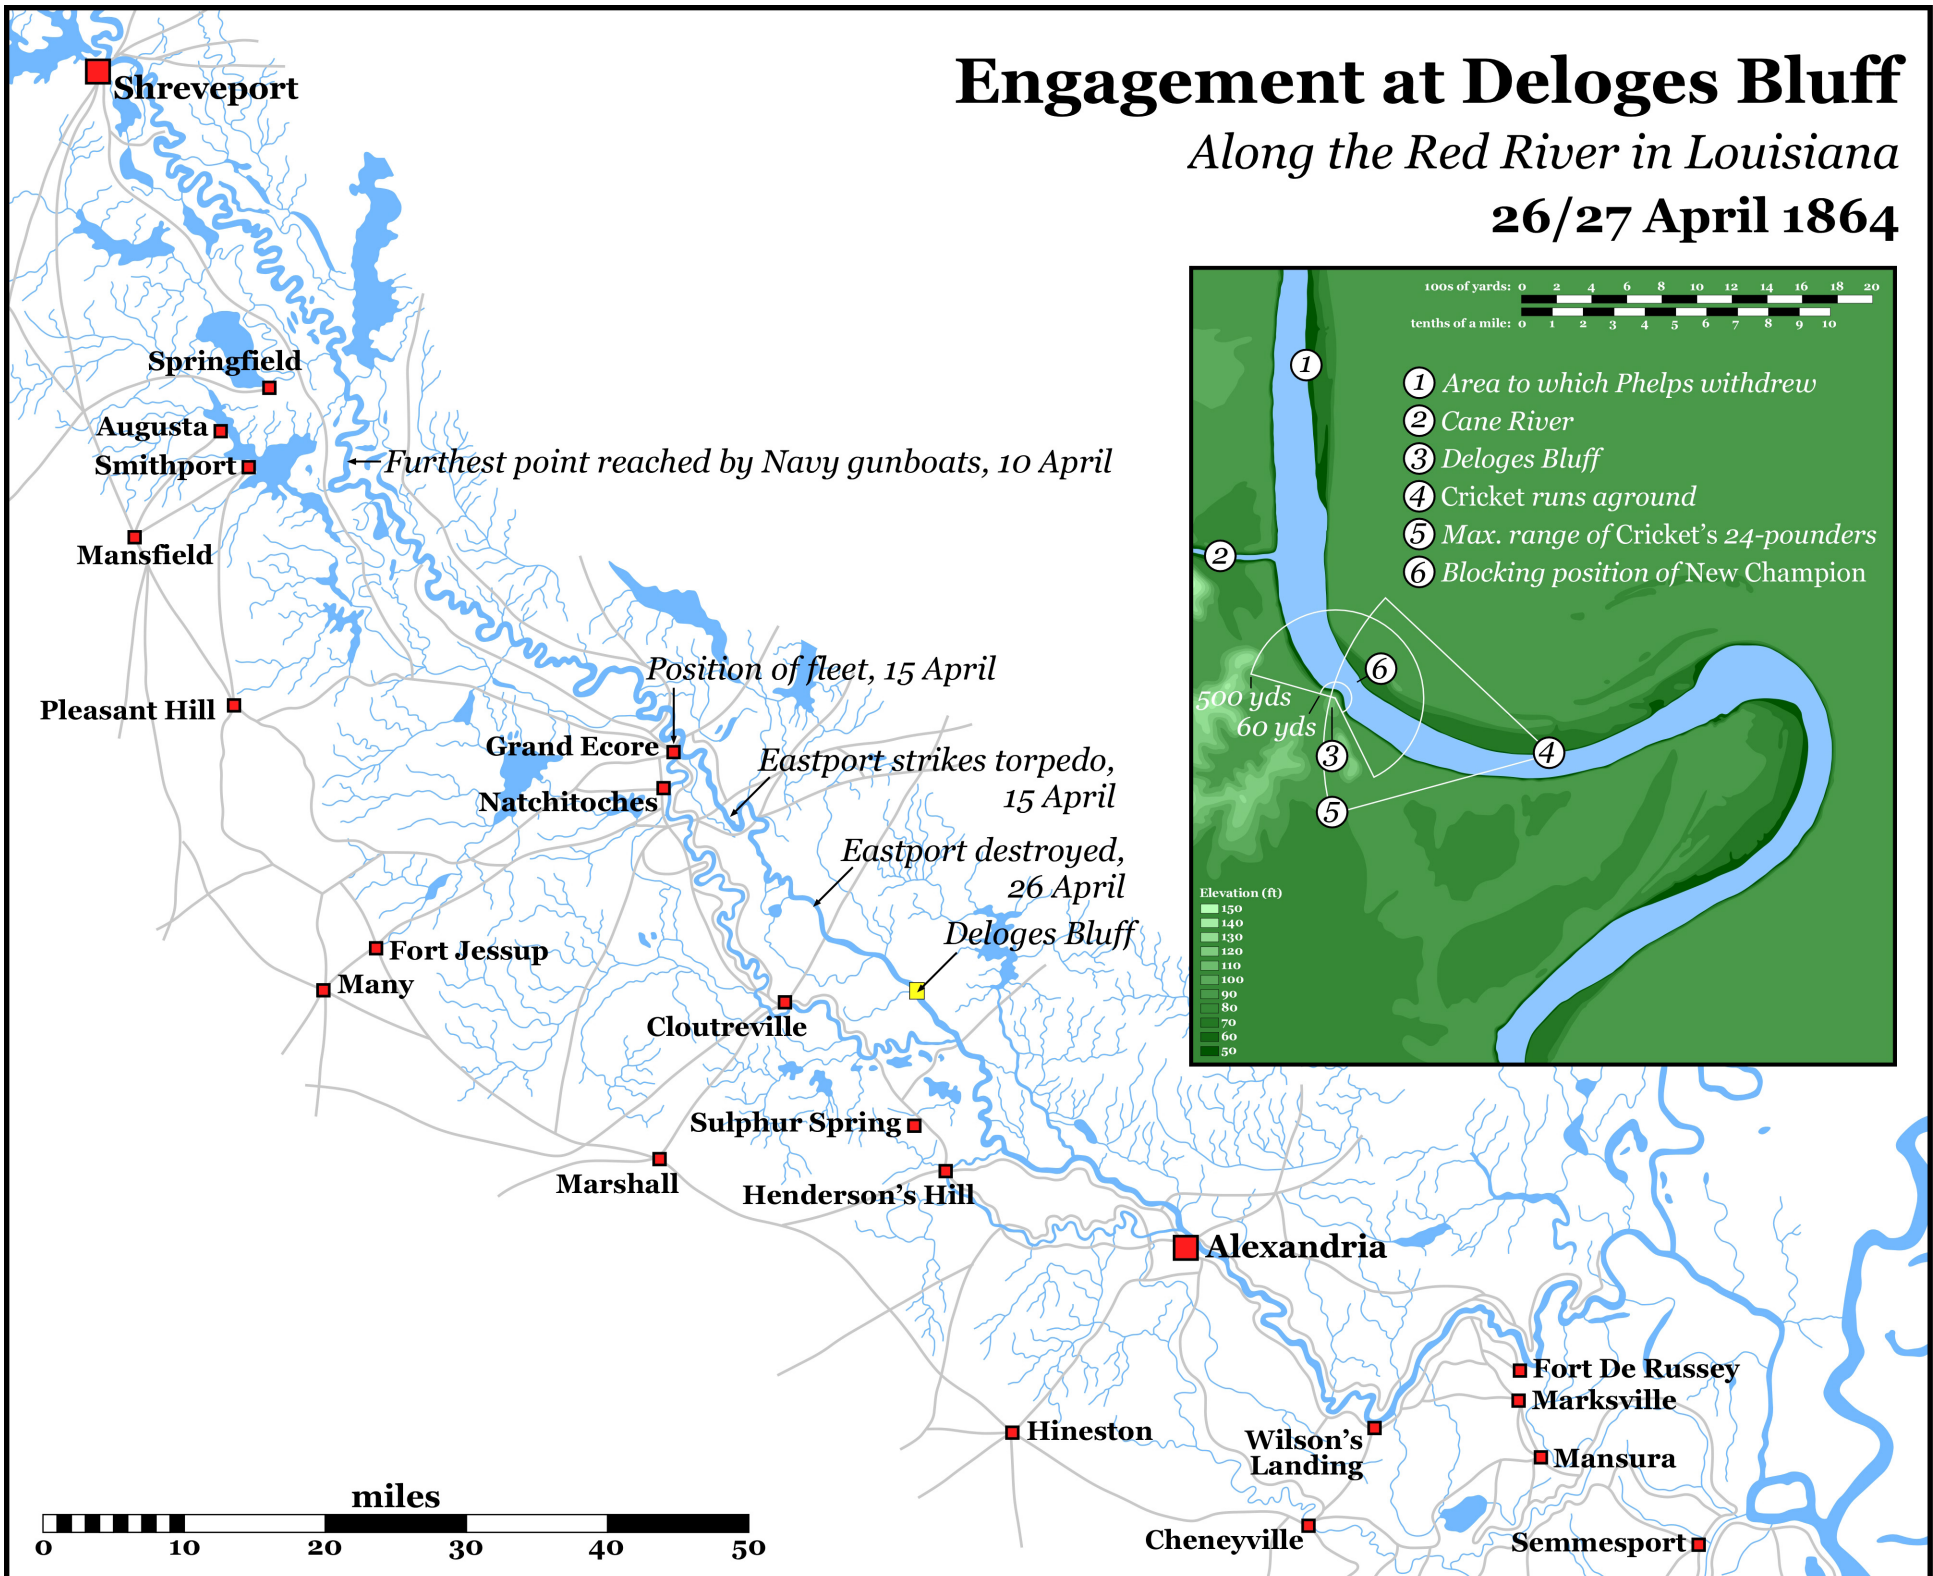 Engagement at Deloges Bluff
Along the Red River in Louisiana
26/27 April 1864
Shreveport
Springfield
Augusta
Smithport
Furthest point reached by Navy gunboats, 10 April
Mansfield
Position of fleet, 15 April
Pleasant Hill
Grand Ecore
Natchitoches
Eastport strikes torpedo,
15 April
Eastport destroyed,
26 April
Deloges Bluff
Fort Jessup
Many
Cloutreville
Sulphur Spring
Marshall
Henderson's Hill
Alexandria
Fort De Russey
Marksville
Hineston
Wilson's
Landing
Mansura
Cheneyville
Semmesport
miles
0 10 20 30 40 50
100s of yards: 0 2 4 6 8 10 12 14 16 18 20
tenths of a mile: 0 1 2 3 4 5 6 7 8 9 10
1 Area to which Phelps withdrew
2 Cane River
3 Deloges Bluff
4 Cricket runs aground
5 Max. range of Cricket's 24-pounders
6 Blocking position of New Champion
1
2
6
500 yds
60 yds
3
4
5
Elevation (ft)
150
140
130
120
110
100
90
80
70
60
50